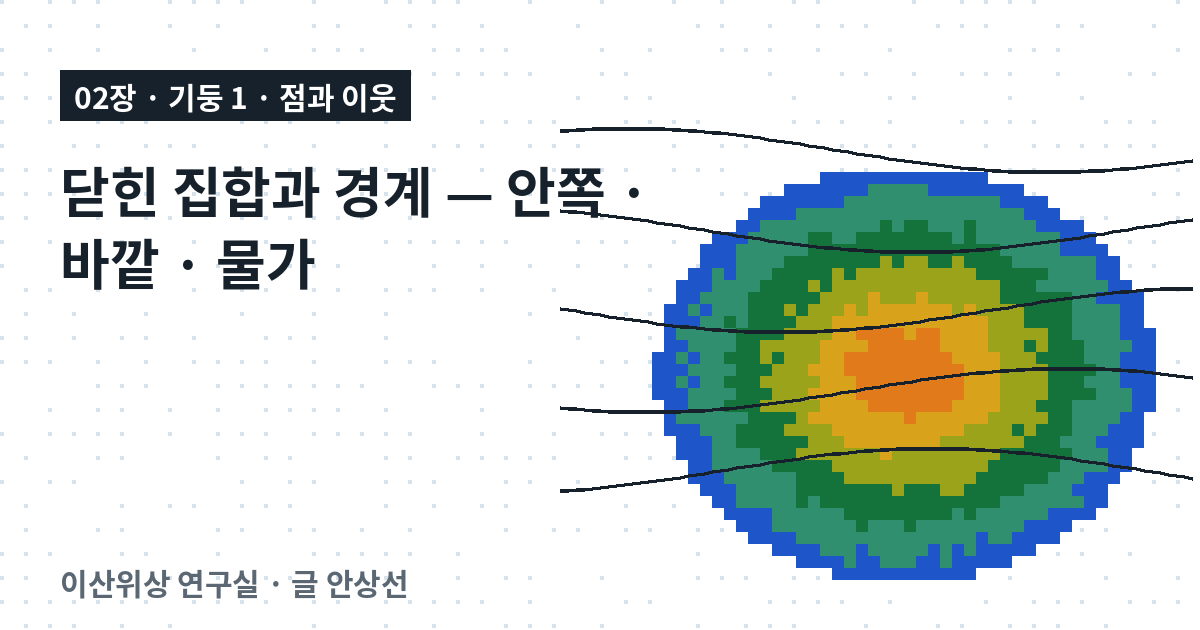 02장 · 기둥 1 · 점과 이웃
닫힌 집합과 경계 — 안쪽 ·
바깥 · 물가
이산위상 연구실 · 글 안상선